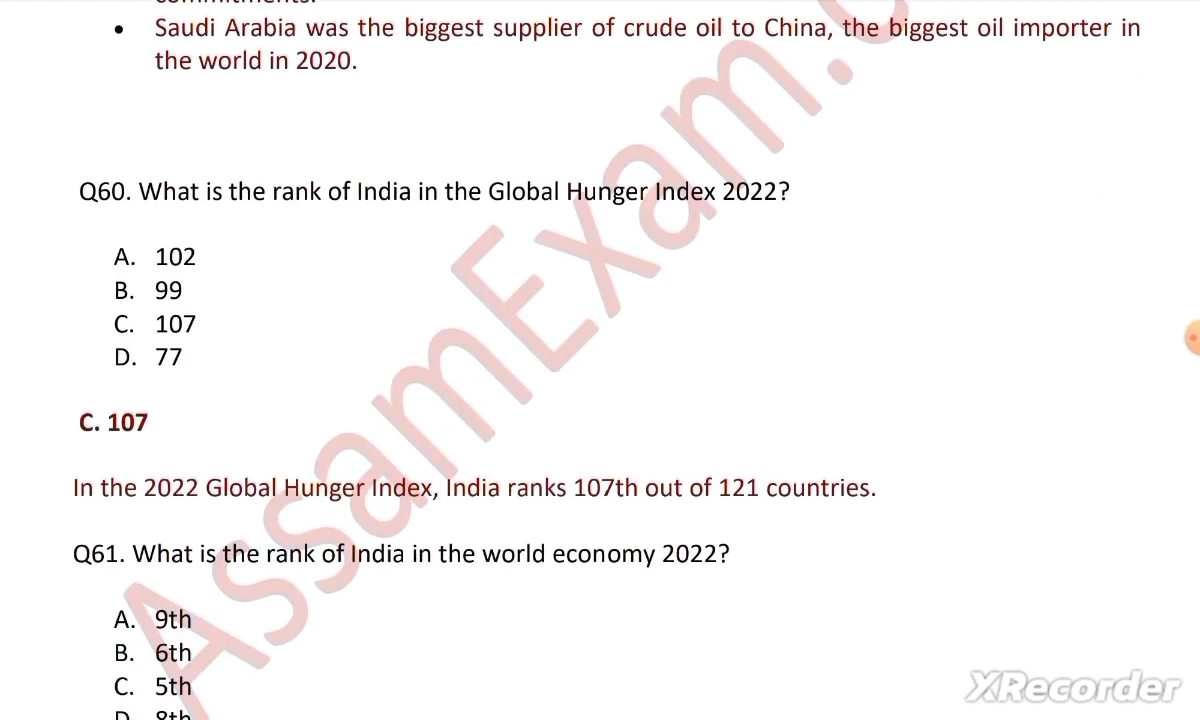 • Saudi Arabia was the biggest supplier of crude oil to China, the biggest oil importer in
the world in 2020.
Q60. What is the rank of India in the Global Hunger Index 2022?
A. 102
B. 99
C. 107
D. 77
C. 107
In the 2022 Global Hunger Index, India ranks 107th out of 121 countries.
Q61. What is the rank of India in the world economy 2022?
A. 9th
B. 6th
C. 5th
D 8th
AssamExam.
XRecorder